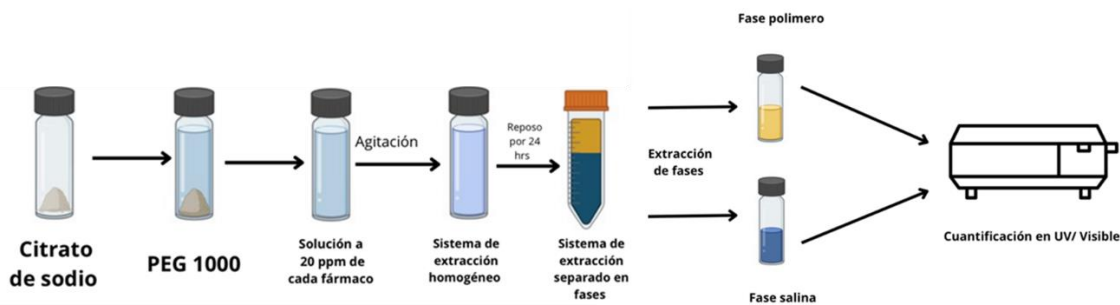 Citrato
de sodio
PEG 1000
Solución a
20 ppm de
cada fármaco
Agitación
Sistema de
extracción
homogéneo
Reposo
por 24
hrs
Sistema de
extracción
separado en
fases
Extracción
de fases
Fase polimero
Fase salina
Cuantificación en UV/ Visible